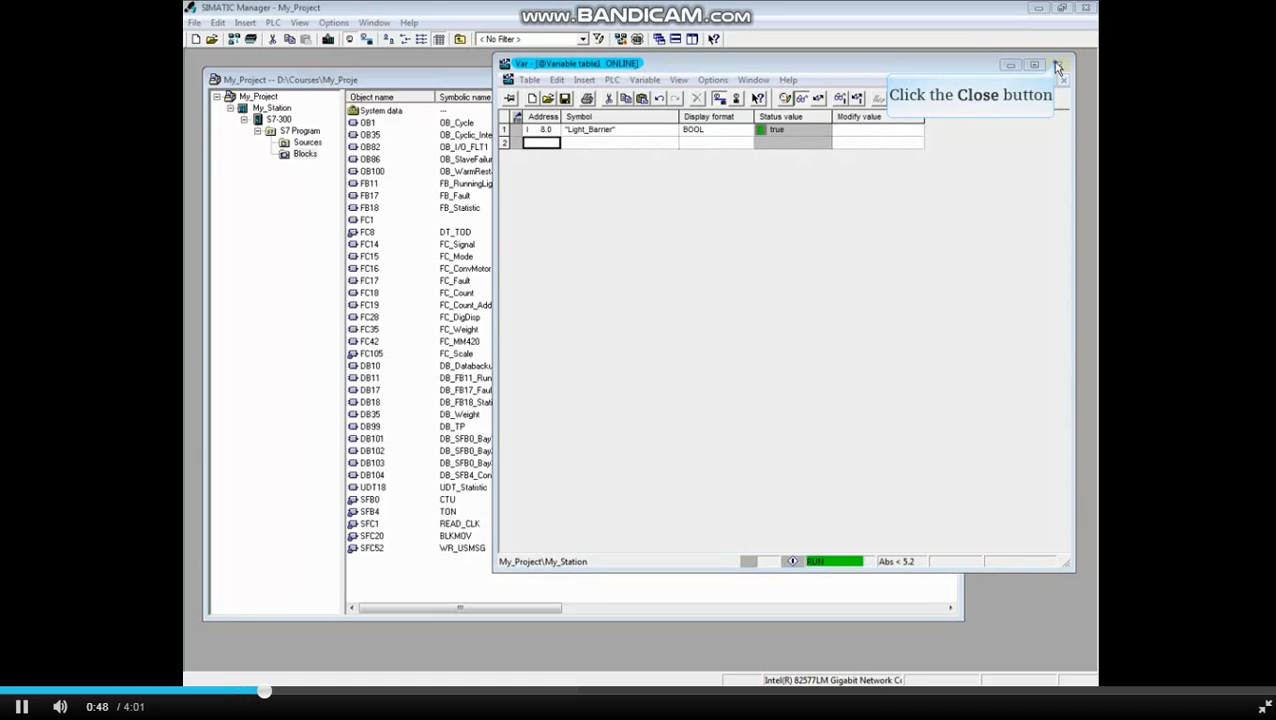 SIMATIC Manager - My_Project
www.BANDICAM.com
File Edit Insert PLC View Options Window Help
< No Filter >
My_Project -- D:\Courses\My_Proje
My_Project
My_Station
S7-300
S7 Program
Sources
Blocks
Object name Symbolic name
System data ---
OB1 OB_Cycle
OB35 OB_Cyclic_Inte
OB82 OB_I/O_FLT1
OB86 OB_SlaveFailu
OB100 OB_WarmRest
FB11 FB_RunningLig
FB17 FB_Fault
FB18 FB_Statistic
FC1
FC8 DT_TOD
FC14 FC_Signal
FC15 FC_Mode
FC16 FC_ConvMotor
FC17 FC_Fault
FC18 FC_Count
FC19 FC_Count_Add
FC28 FC_DigDisp
FC35 FC_Weight
FC42 FC_MM420
FC105 FC_Scale
DB10 DB_Databacku
DB11 DB_FB11_Run
DB17 DB_FB17_Fau
DB18 DB_FB18_Stati
DB35 DB_Weight
DB99 DB_TP
DB101 DB_SFB0_Bay
DB102 DB_SFB0_Bay
DB103 DB_SFB0_Bay
DB104 DB_SFB4_Con
UDT18 UDT_Statistic
SFB0 CTU
SFB4 TON
SFC1 READ_CLK
SFC20 BLKMOV
SFC52 WR_USMSG
Var - [@Variable table1 ONLINE]
Table Edit Insert PLC Variable View Options Window Help
Click the Close button
Address Symbol Display format Status value Modify value
1 I 8.0 "Light_Barrier" BOOL true
2
My_Project\My_Station
RUN
Abs < 5.2
Intel(R) 82577LM Gigabit Network Cc
0:48 / 4:01